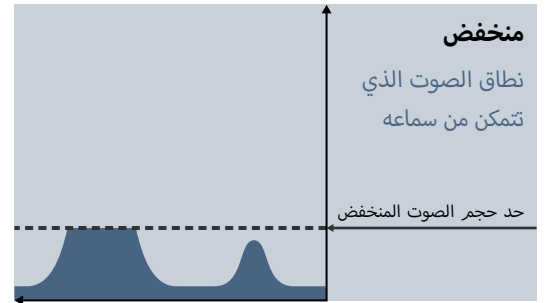 منخفض
نطاق الصوت الذي
تتمكن من سماعه
حد حجم الصوت المنخفض